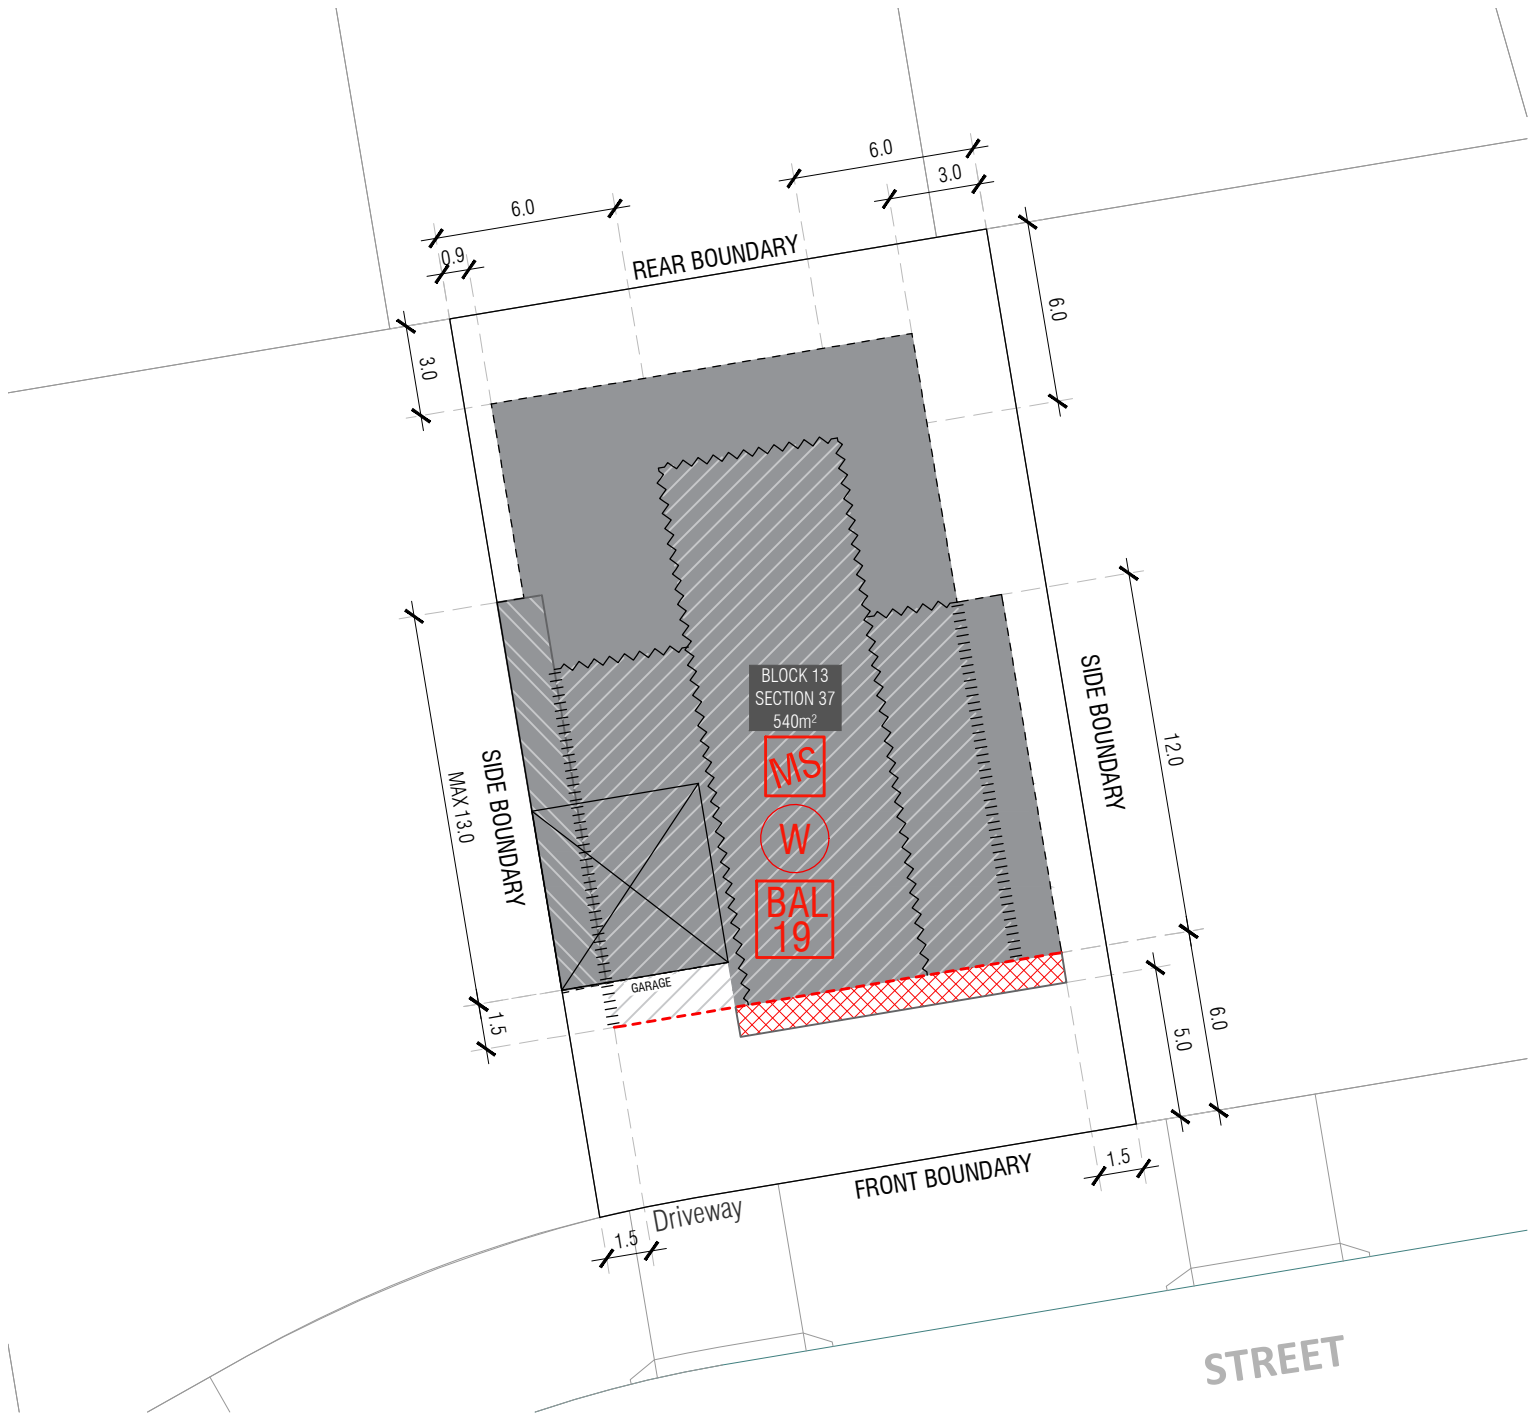 6.0
3.0
6.0
0.9
REAR BOUNDARY
6.0
3.0
BLOCK 13
SECTION 37
540m²
MS
W
BAL
19
SIDE BOUNDARY
12.0
SIDE BOUNDARY
MAX 13.0
GARAGE
1.5
6.0
5.0
1.5
FRONT BOUNDARY
Driveway
1.5
STREET